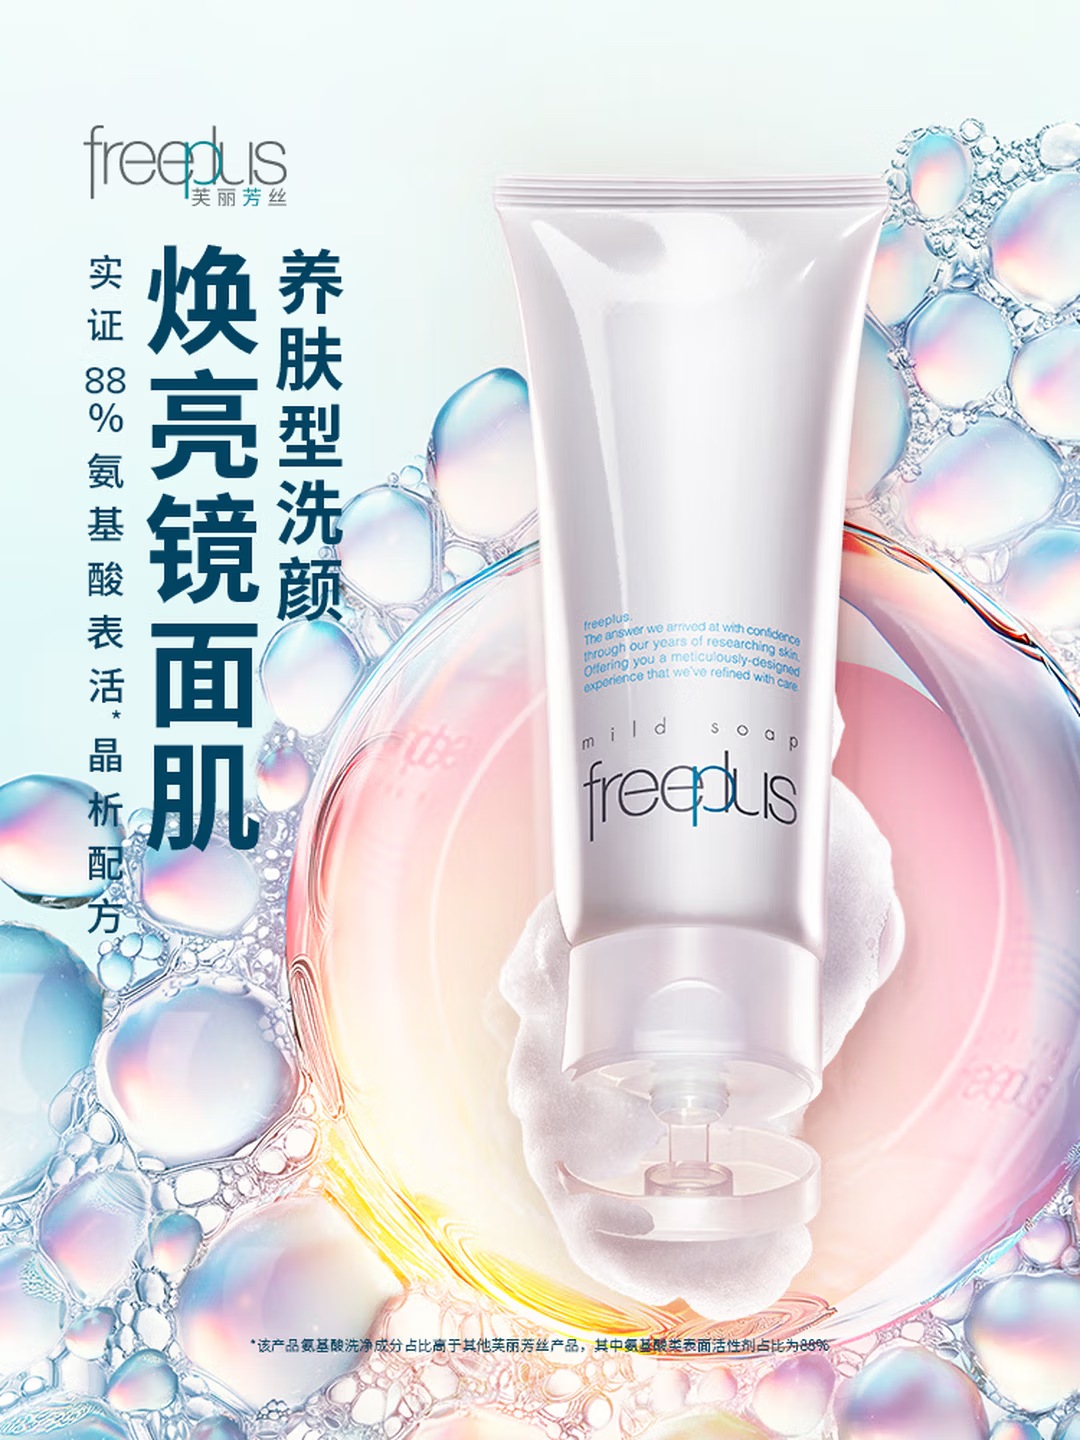 freeplus
芙丽芳丝
养肤型洗颜
焕亮镜面肌
实证88%氨基酸表活*晶析配方
freeplus.
The answer we arrived at with confidence
through our years of researching skin.
Offering you a meticulously-designed
experience that we've refined with care.
mild soap
freeplus
freeplus
*该产品氨基酸洗净成分占比高于其他芙丽芳丝产品，其中氨基酸类表面活性剂占比为88%